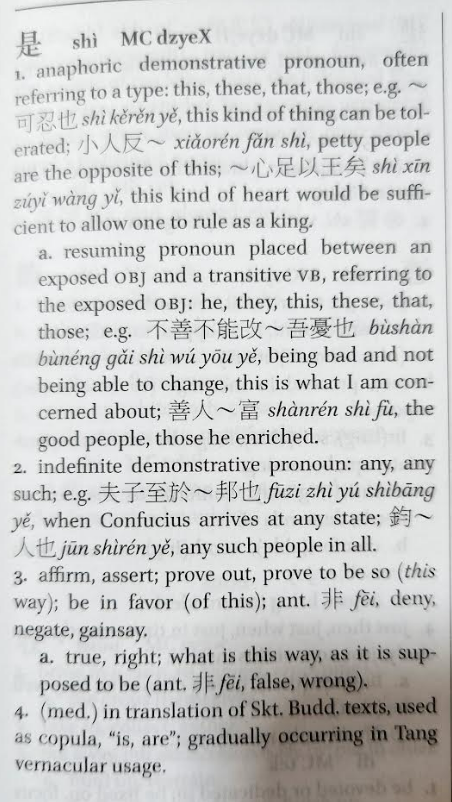 是 shì MC dzyeX
1. anaphoric demonstrative pronoun, often
referring to a type: this, these, that, those; e.g. ～
可忍也 shì kěrěn yě, this kind of thing can be tol-
erated; 小人反～ xiǎorén fǎn shì, petty people
are the opposite of this; ～心足以王矣 shì xīn
zúyǐ wàng yǐ, this kind of heart would be suffi-
cient to allow one to rule as a king.
a. resuming pronoun placed between an
exposed OBJ and a transitive VB, referring to
the exposed OBJ: he, they, this, these, that,
those; e.g. 不善不能改～吾憂也 bùshàn
bùnéng gǎi shì wú yōu yě, being bad and not
being able to change, this is what I am con-
cerned about; 善人～富 shànrén shì fù, the
good people, those he enriched.
2. indefinite demonstrative pronoun: any, any
such; e.g. 夫子至於～邦也 fūzǐ zhì yú shìbāng
yě, when Confucius arrives at any state; 鈞～
人也 jūn shìrén yě, any such people in all.
3. affirm, assert; prove out, prove to be so (this
way); be in favor (of this); ant. 非 fēi, deny,
negate, gainsay.
a. true, right; what is this way, as it is sup-
posed to be (ant. 非 fēi, false, wrong).
4. (med.) in translation of Skt. Budd. texts, used
as copula, “is, are”; gradually occurring in Tang
vernacular usage.